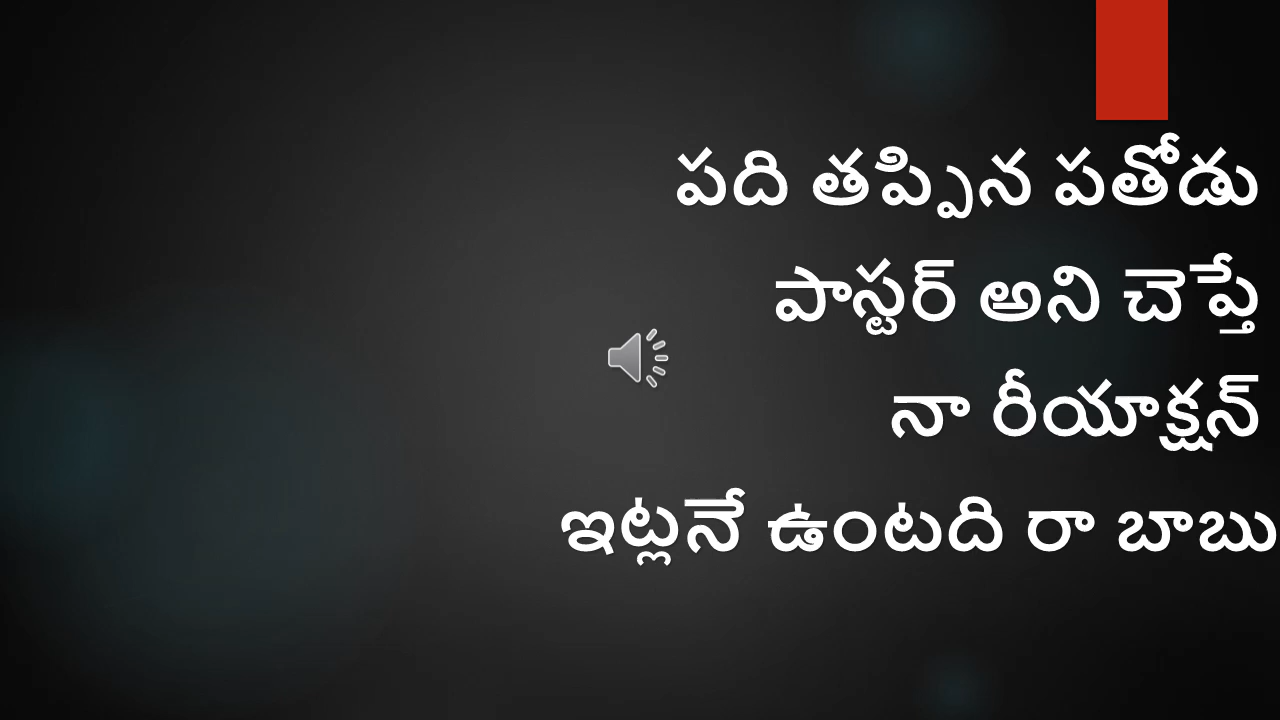 పది తప్పిన పతోడు
పాస్టర్ అని చెప్తే
నా రీయాక్షన్
ఇట్లనే ఉంటది రా బాబు